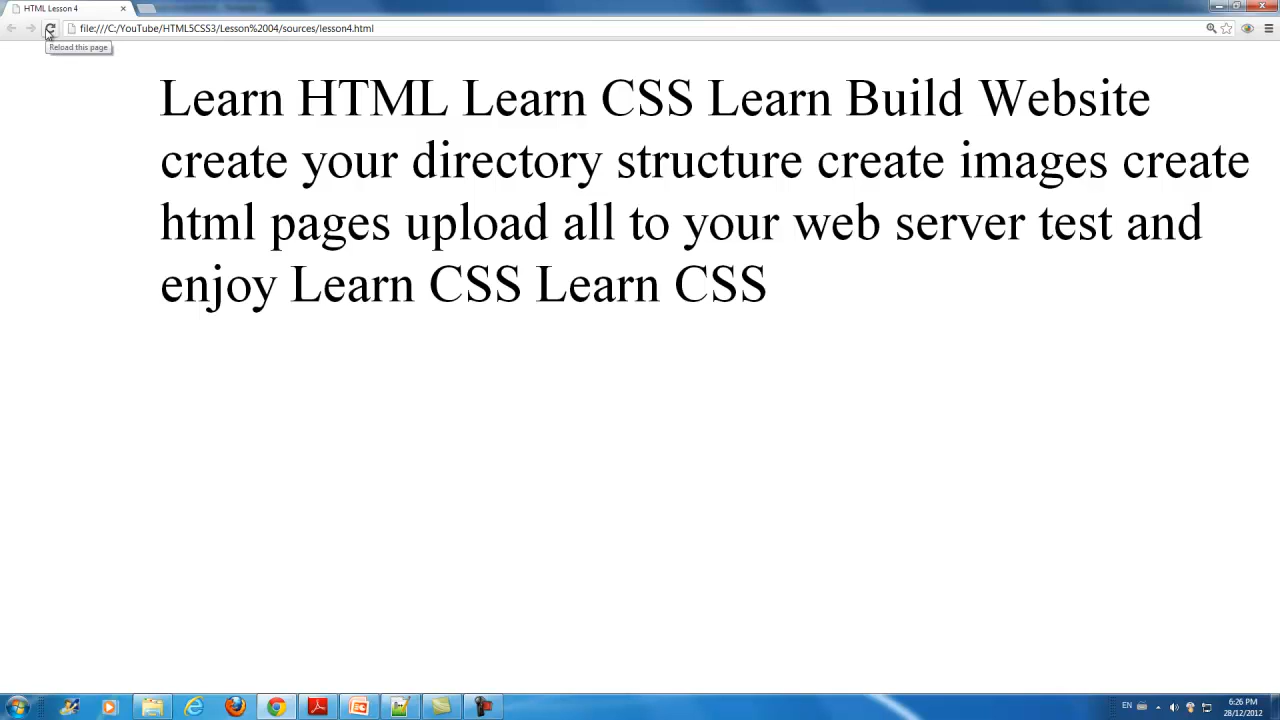 HTML Lesson 4
file:///C:/YouTube/HTML5CSS3/Lesson%2004/sources/lesson4.html
Reload this page
Learn HTML Learn CSS Learn Build Website
create your directory structure create images create
html pages upload all to your web server test and
enjoy Learn CSS Learn CSS
EN
6:26 PM
28/12/2012